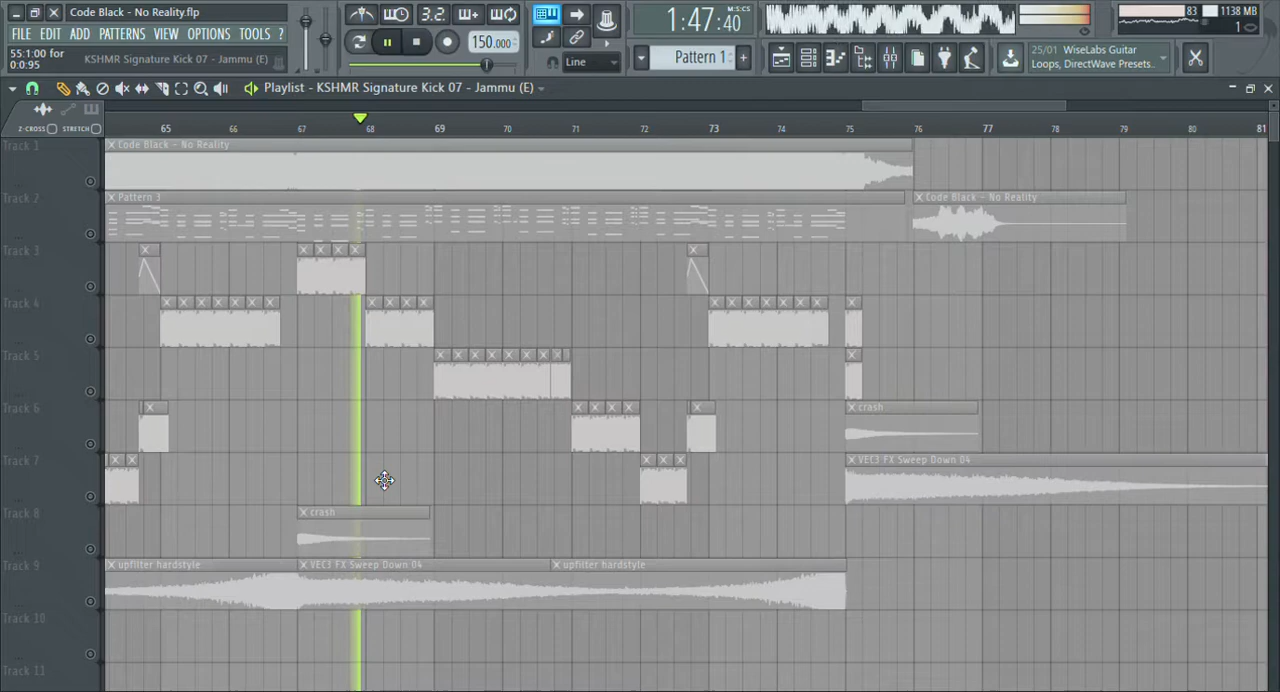 Code Black - No Reality.flp
FILE EDIT PATTERNS VIEW OPTIONS TOOLS ?
55:1:00 for
0:0:95
KSHMR Signature Kick 07 - Jammu (E)
3.2.
150.000
Line
M:S:CS
1:47:40
Pattern 1
83
1138 MB
1
25/01 WiseLabs Guitar
Loops, DirectWave Presets..
Playlist - KSHMR Signature Kick 07 - Jammu (E)
Z-CROSS STRETCH
65 66 67 68 69 70 71 72 73 74 75 76 77 78 79 80 81
Track 1
Code Black - No Reality
Track 2
Pattern 3
Code Black - No Reality
Track 3
Track 4
Track 5
Track 6
crash
Track 7
VEC3 FX Sweep Down 04
Track 8
crash
Track 9
upfilter hardstyle
VEC3 FX Sweep Down 04
upfilter hardstyle
Track 10
Track 11